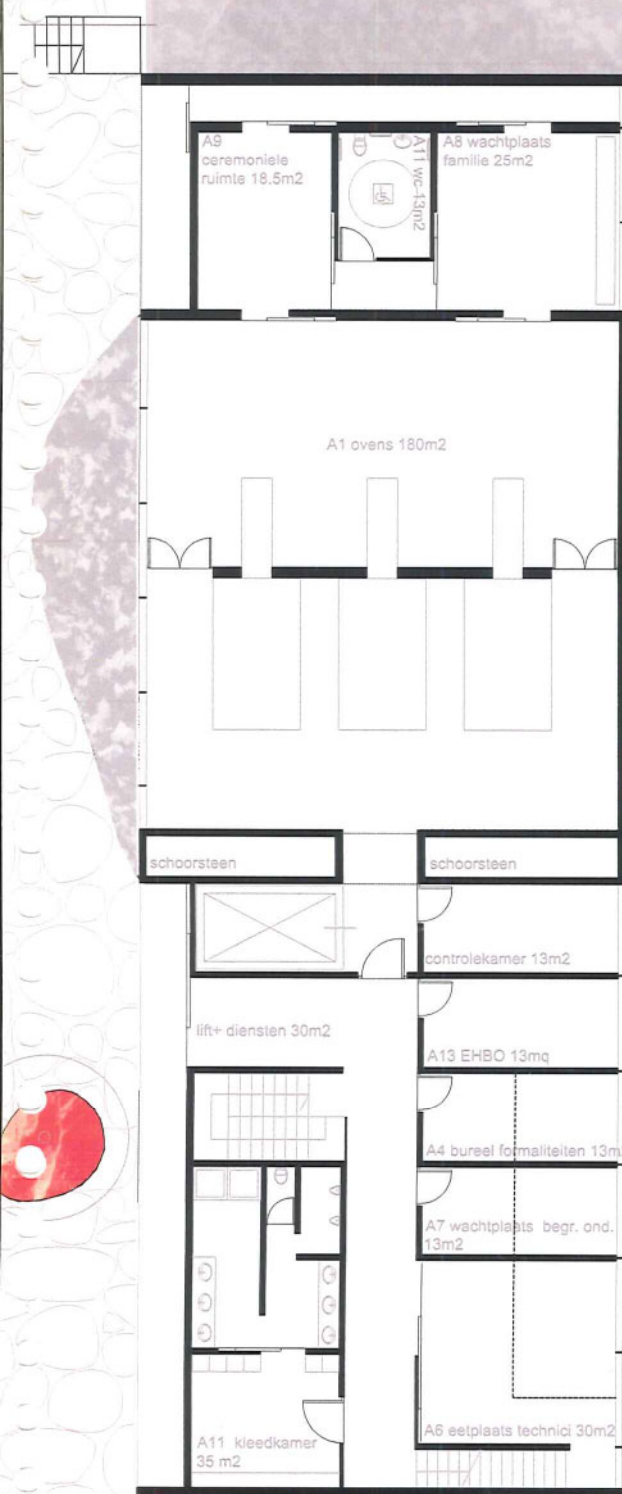 A9
ceremoniele
ruimte 18.5m2
A11 wc 13m2
A8 wachtplaats
familie 25m2
A1 ovens 180m2
schoorsteen
schoorsteen
controlekamer 13m2
lift+ diensten 30m2
A13 EHBO 13mq
A4 bureel formaliteiten 13m
A7 wachtplaats begr. ond.
13m2
A6 eetplaats technici 30m2
A11 kleedkamer
35 m2